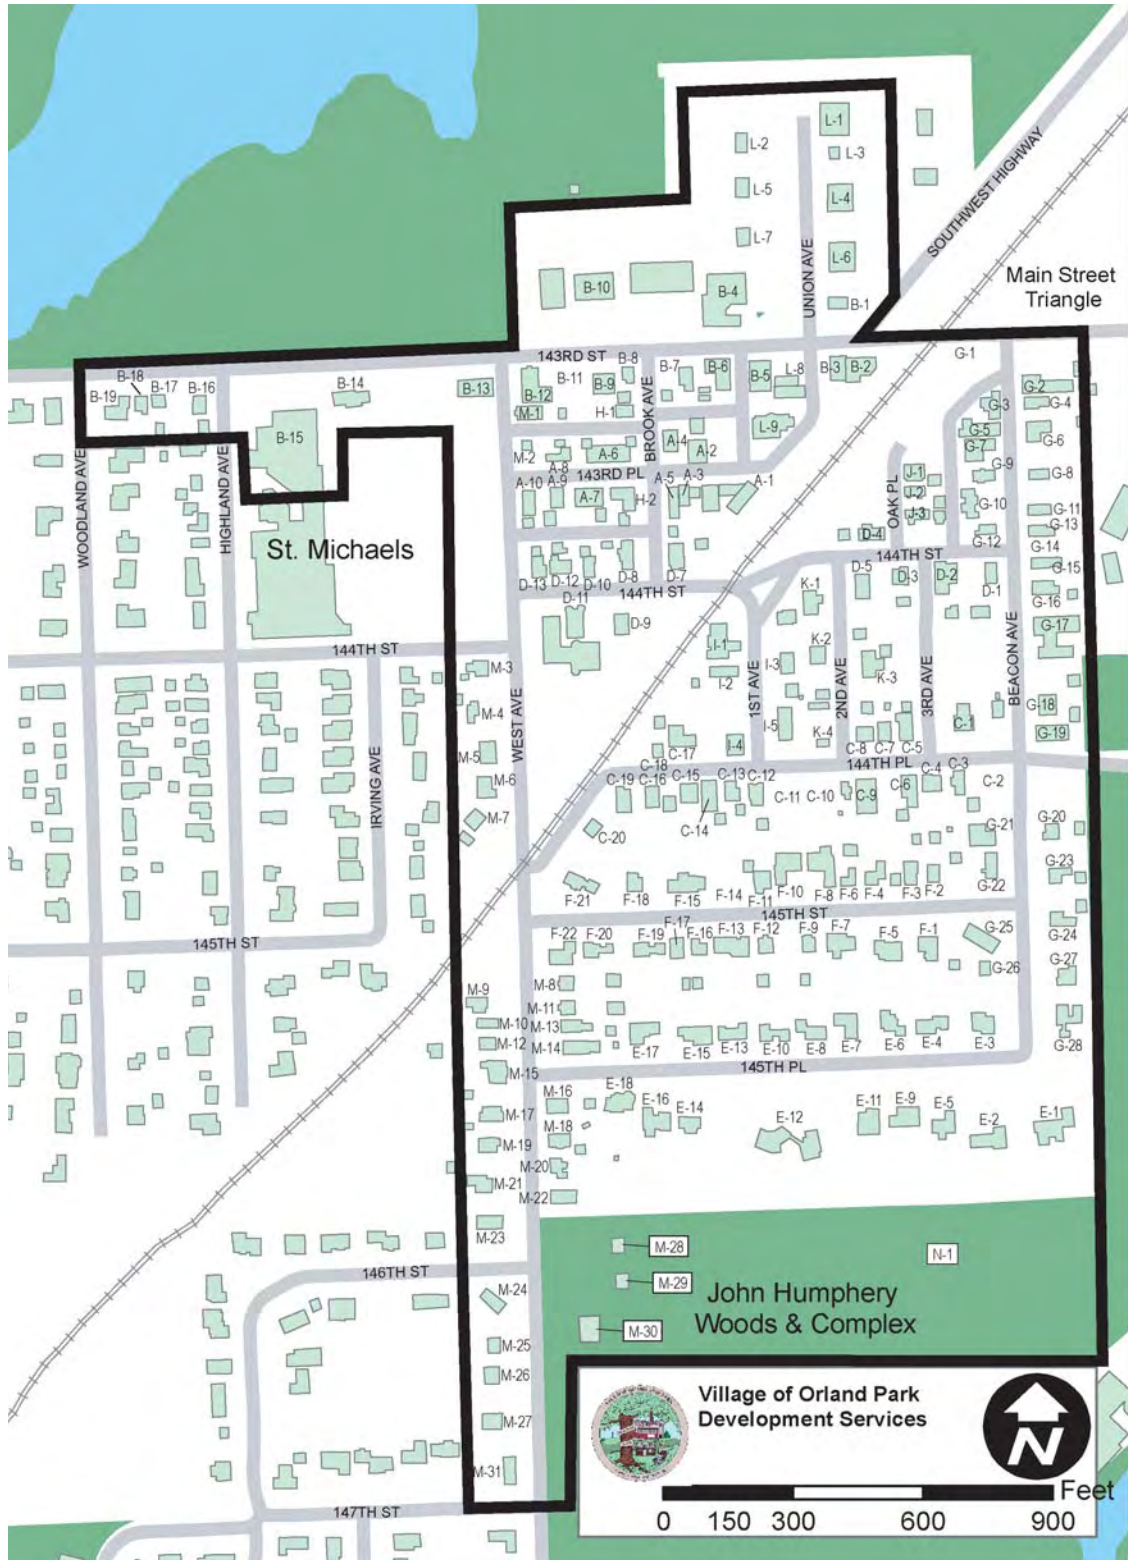 L-1
L-2
L-3
L-5
L-4
SOUTHWEST HIGHWAY
L-7
UNION AVE
L-6
Main Street
Triangle
B-10
B-4
B-1
143RD ST
G-1
B-18
B-17
B-16
B-14
B-13
B-11
B-8
B-7
B-6
B-5
L-8
B-3
B-2
G-2
B-19
B-12
B-9
BROOK AVE
G-3
G-4
M-1
H-1
B-15
L-9
G-5
G-6
M-2
A-8
A-6
A-4
A-2
G-7
WOODLAND AVE
HIGHLAND AVE
143RD PL
A-10
A-9
A-7
H-2
A-5
A-3
A-1
OAK PL
J-1
J-2
J-3
G-9
G-8
G-10
G-11
G-13
St. Michaels
D-4
G-12
G-14
D-13
D-12
D-10
D-8
D-7
144TH ST
D-5
D-3
D-2
G-15
144TH ST
D-11
K-1
D-1
G-16
D-9
BEACON AVE
G-17
144TH ST
I-1
K-2
M-3
I-3
K-3
I-2
1ST AVE
2ND AVE
3RD AVE
M-4
WEST AVE
I-5
K-4
C-1
G-18
G-19
M-5
C-18
C-17
I-4
C-8
C-7
C-5
144TH PL
M-6
C-19
C-16
C-15
C-13
C-12
C-11
C-10
C-9
C-6
C-4
C-3
C-2
IRVING AVE
M-7
C-20
C-14
G-21
G-20
F-21
F-18
F-15
F-14
F-11
F-10
F-8
F-6
F-4
F-3
F-2
G-22
G-23
145TH ST
145TH ST
F-22
F-20
F-19
F-17
F-16
F-13
F-12
F-9
F-7
F-5
F-1
G-25
G-24
M-8
G-26
G-27
M-9
M-11
M-10
M-13
M-12
M-14
E-17
E-15
E-13
E-10
E-8
E-7
E-6
E-4
E-3
G-28
M-15
145TH PL
M-16
E-18
E-16
E-14
E-12
E-11
E-9
E-5
E-2
E-1
M-17
M-18
M-19
M-20
M-21
M-22
M-23
M-28
N-1
146TH ST
M-24
M-29
John Humphery
Woods & Complex
M-30
M-25
M-26
M-27
Village of Orland Park
Development Services
N
M-31
Feet
147TH ST
0 150 300 600 900